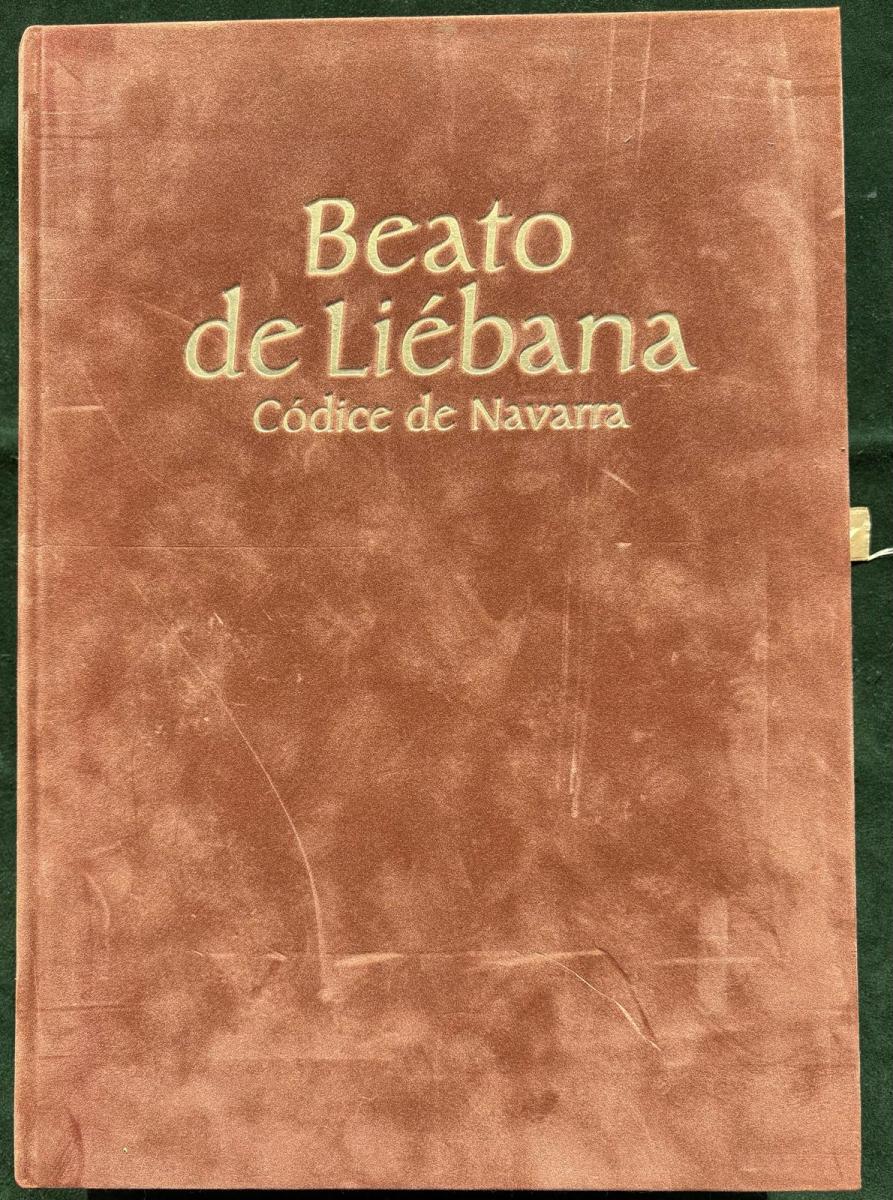 Beato
de Liébana
Códice de Navarra